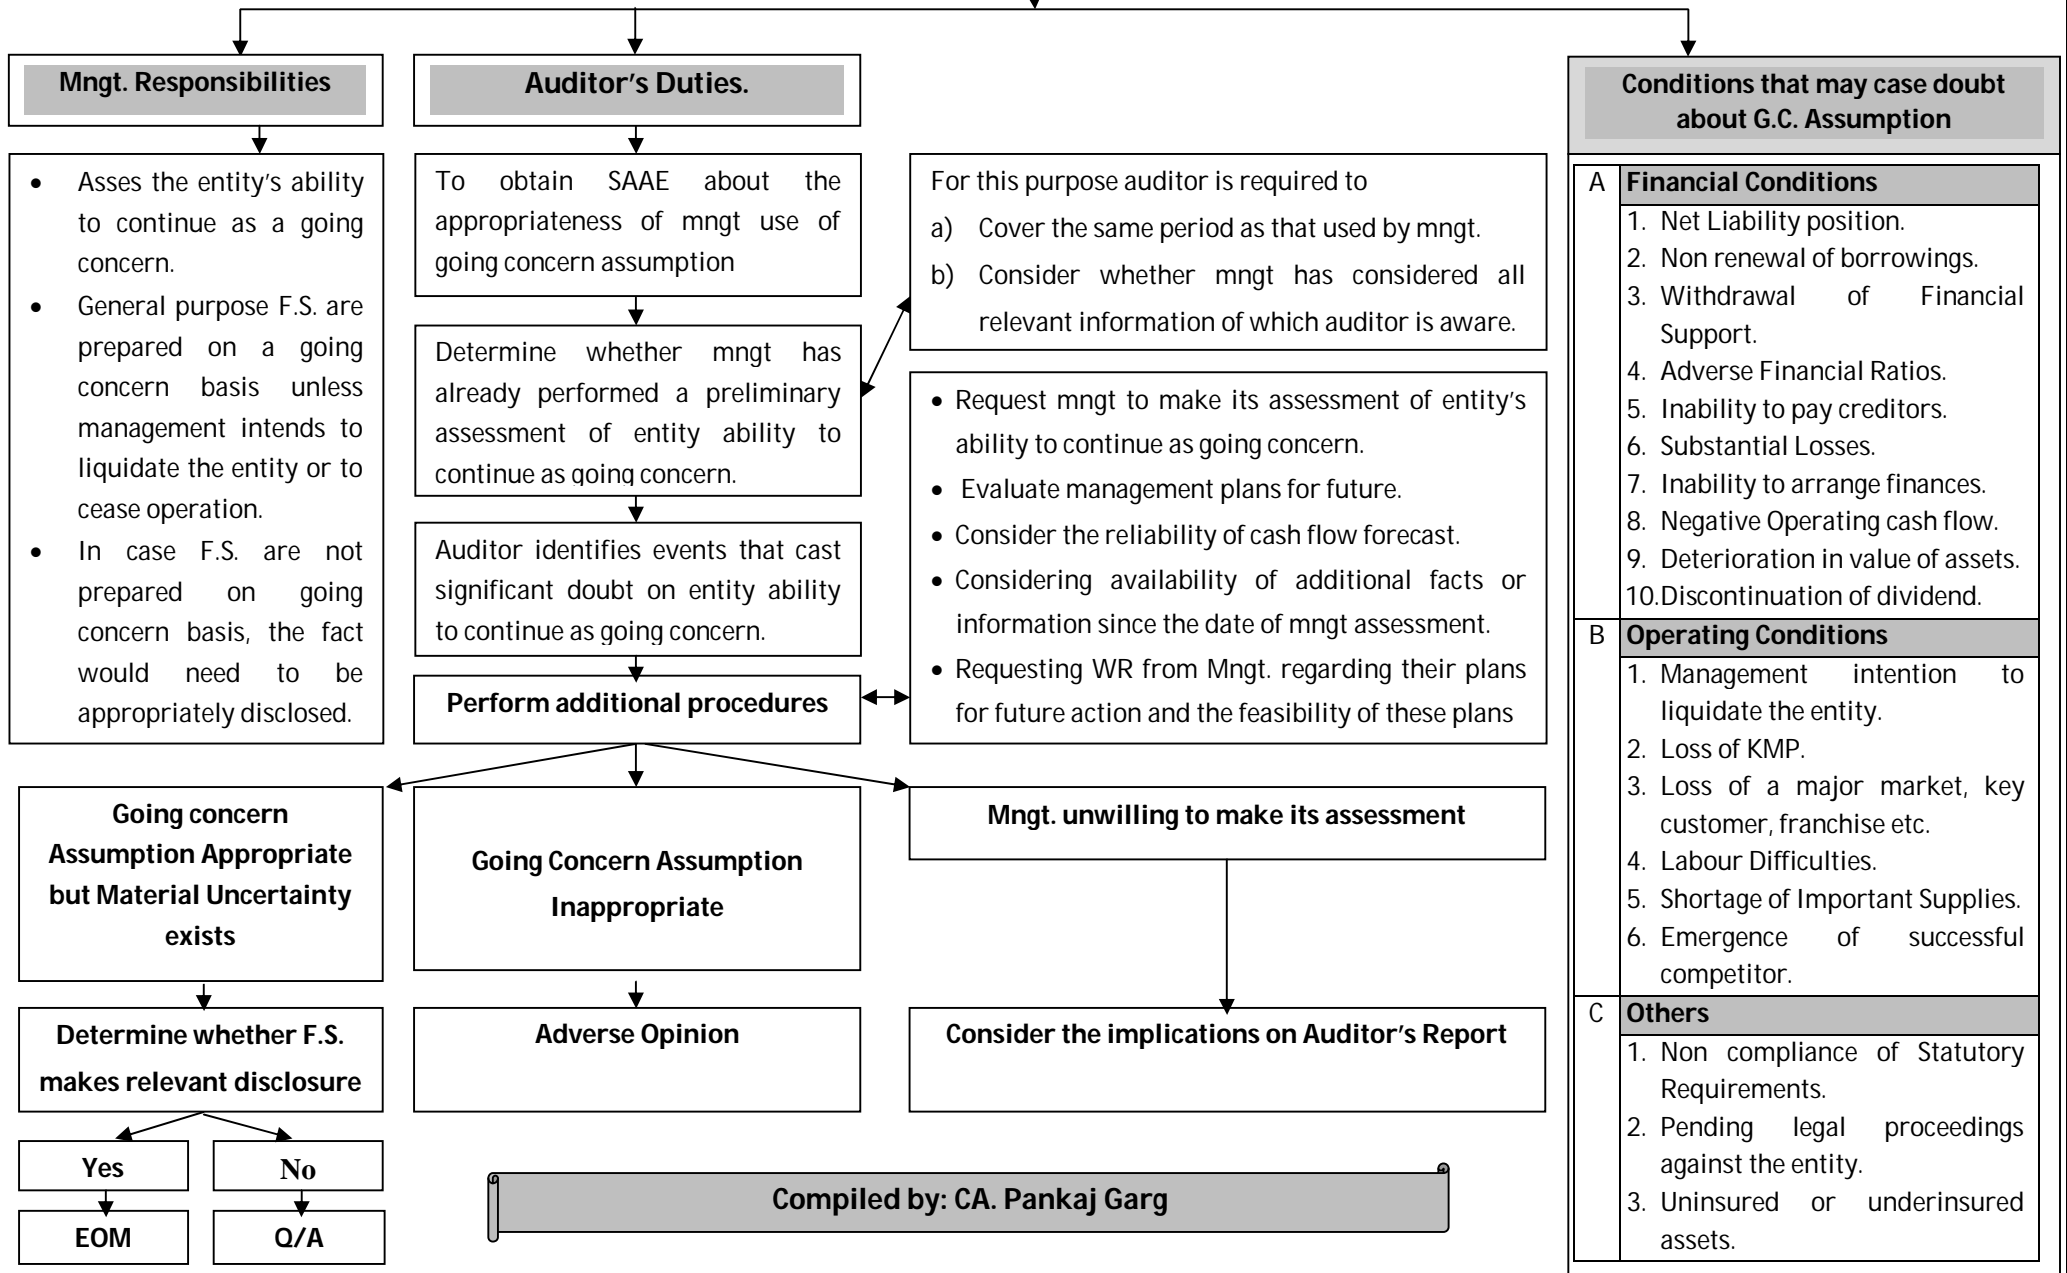 Mngt. Responsibilities
• Asses the entity's ability
to continue as a going
concern.
• General purpose F.S. are
prepared on a going
concern basis unless
management intends to
liquidate the entity or to
cease operation.
• In case F.S. are not
prepared on going
concern basis, the fact
would need to be
appropriately disclosed.
Auditor's Duties.
To obtain SAAE about the
appropriateness of mngt use of
going concern assumption
Determine whether mngt has
already performed a preliminary
assessment of entity ability to
continue as going concern.
For this purpose auditor is required to
a) Cover the same period as that used by mngt.
b) Consider whether mngt has considered all
relevant information of which auditor is aware.
Auditor identifies events that cast
significant doubt on entity ability
to continue as going concern.
Perform additional procedures
• Request mngt to make its assessment of entity's
ability to continue as going concern.
• Evaluate management plans for future.
• Consider the reliability of cash flow forecast.
• Considering availability of additional facts or
information since the date of mngt assessment.
• Requesting WR from Mngt. regarding their plans
for future action and the feasibility of these plans
Going concern
Assumption Appropriate
but Material Uncertainty
exists
Determine whether F.S.
makes relevant disclosure
Yes
No
EOM
Q/A
Going Concern Assumption
Inappropriate
Adverse Opinion
Mngt. unwilling to make its assessment
Consider the implications on Auditor's Report
Compiled by: CA. Pankaj Garg
Conditions that may case doubt
about G.C. Assumption
A Financial Conditions
1. Net Liability position.
2. Non renewal of borrowings.
3. Withdrawal of Financial
Support.
4. Adverse Financial Ratios.
5. Inability to pay creditors.
6. Substantial Losses.
7. Inability to arrange finances.
8. Negative Operating cash flow.
9. Deterioration in value of assets.
10.Discontinuation of dividend.
B Operating Conditions
1. Management intention to
liquidate the entity.
2. Loss of KMP.
3. Loss of a major market, key
customer, franchise etc.
4. Labour Difficulties.
5. Shortage of Important Supplies.
6. Emergence of successful
competitor.
C Others
1. Non compliance of Statutory
Requirements.
2. Pending legal proceedings
against the entity.
3. Uninsured or underinsured
assets.